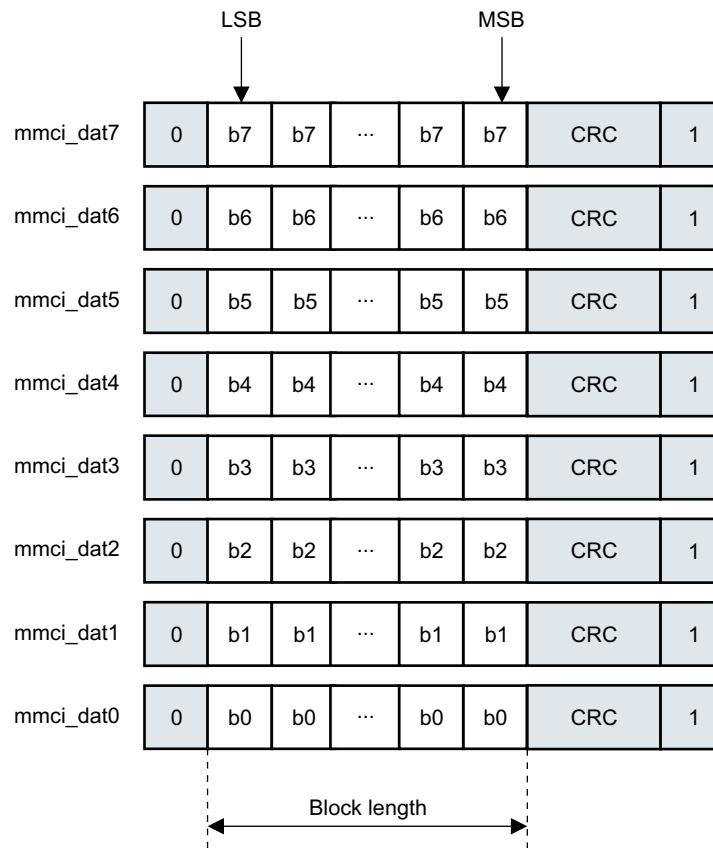 LSB MSB
mmci_dat7 0 b7 b7 ... b7 b7 CRC 1
mmci_dat6 0 b6 b6 ... b6 b6 CRC 1
mmci_dat5 0 b5 b5 ... b5 b5 CRC 1
mmci_dat4 0 b4 b4 ... b4 b4 CRC 1
mmci_dat3 0 b3 b3 ... b3 b3 CRC 1
mmci_dat2 0 b2 b2 ... b2 b2 CRC 1
mmci_dat1 0 b1 b1 ... b1 b1 CRC 1
mmci_dat0 0 b0 b0 ... b0 b0 CRC 1
Block length